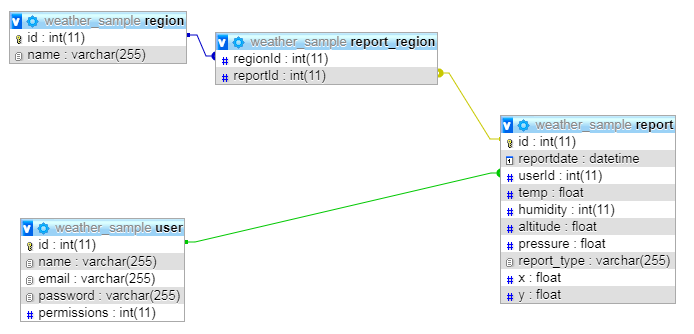 weather_sample region
id : int(11)
name : varchar(255)
weather_sample report_region
regionId : int(11)
reportId : int(11)
weather_sample report
id : int(11)
reportdate : datetime
userId : int(11)
temp : float
humidity : int(11)
altitude : float
pressure : float
report_type : varchar(255)
x : float
y : float
weather_sample user
id : int(11)
name : varchar(255)
email : varchar(255)
password : varchar(255)
permissions : int(11)